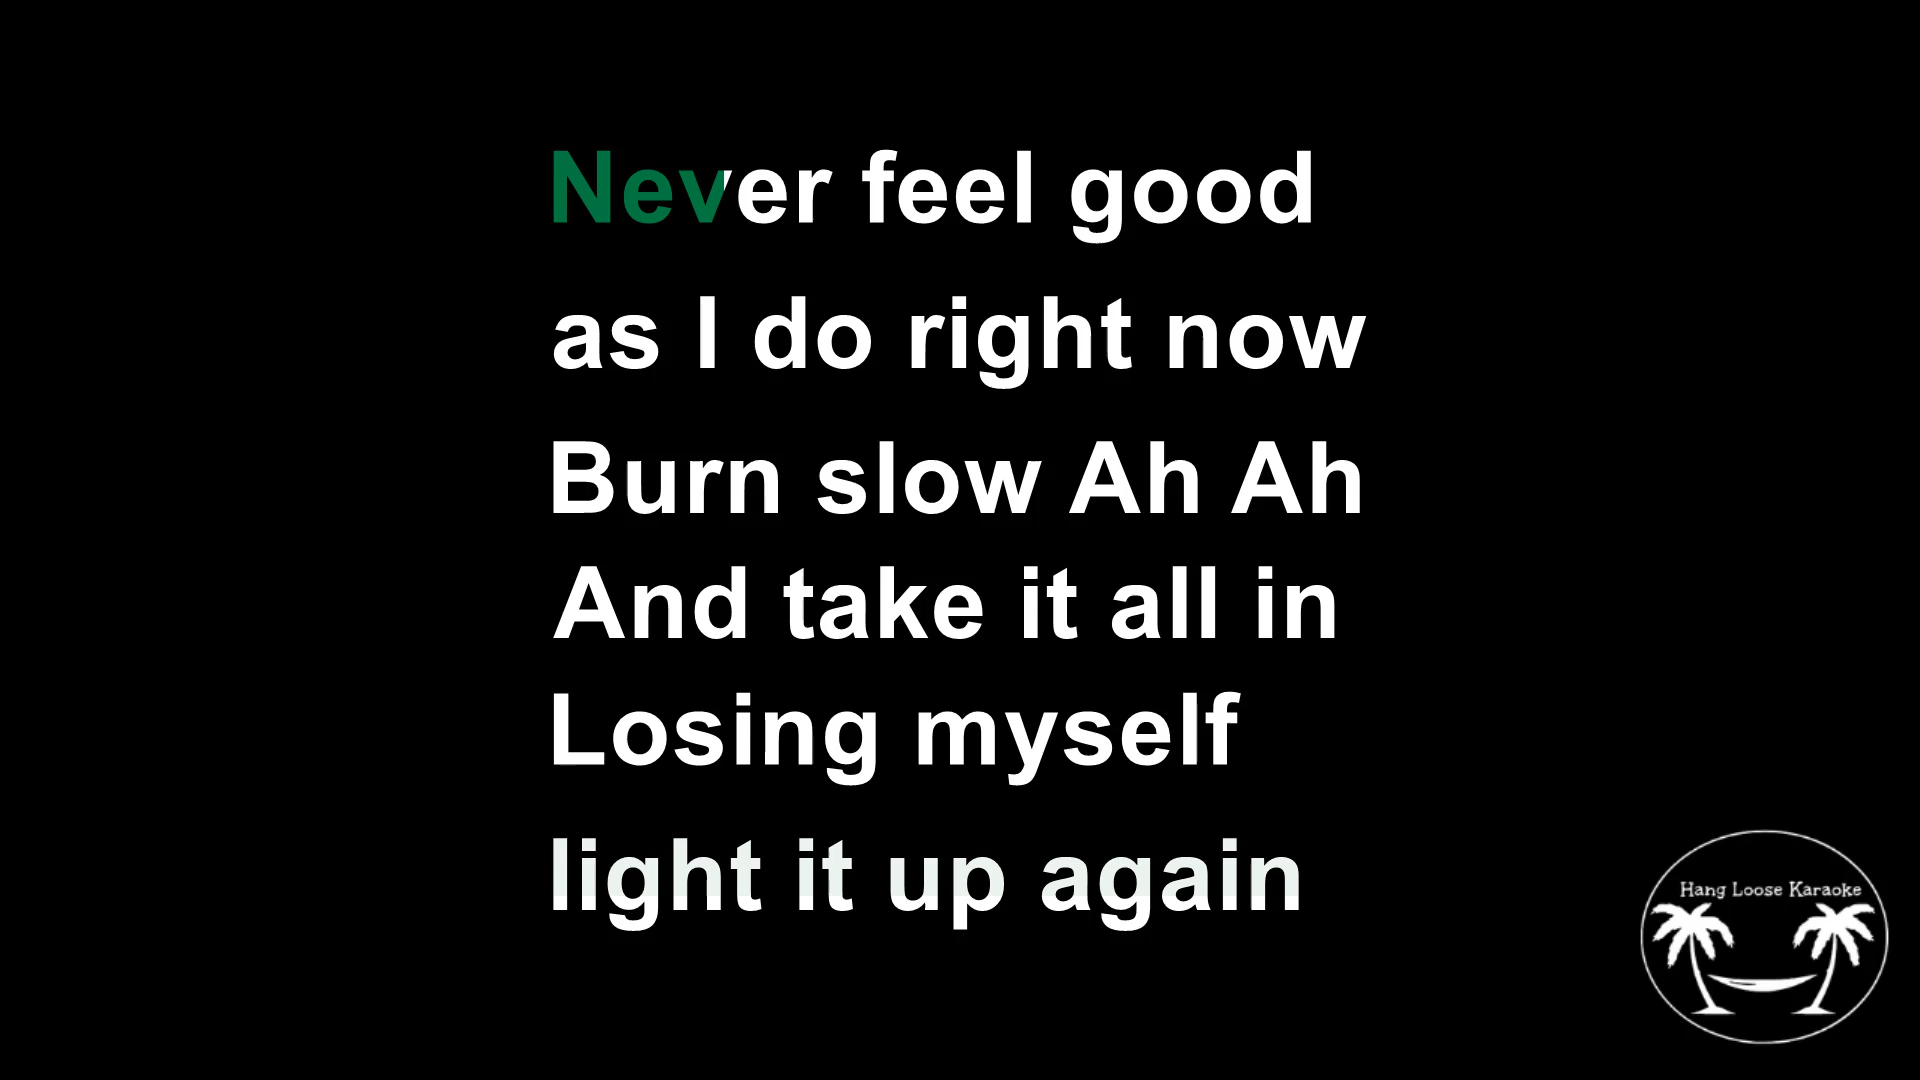 Never feel good
as I do right now
Burn slow Ah Ah
And take it all in
Losing myself
light it up again
Hang Loose Karaoke